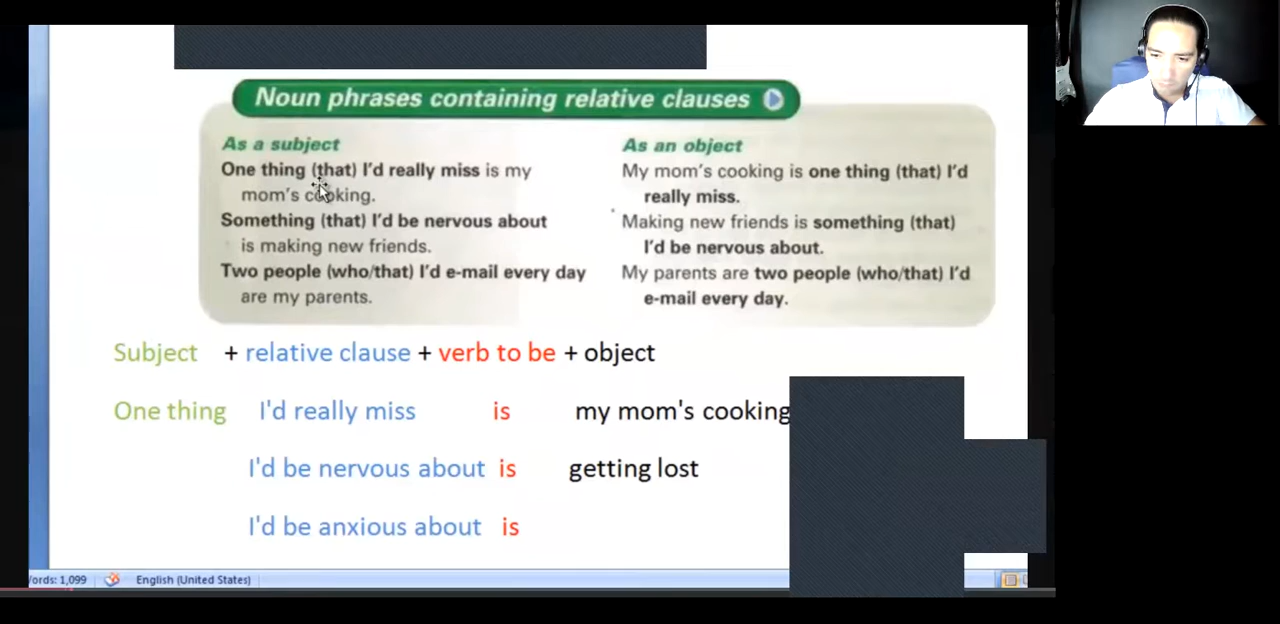 Noun phrases containing relative clauses
As a subject
One thing (that) I'd really miss is my
mom's cooking.
Something (that) I'd be nervous about
is making new friends.
Two people (who/that) I'd e-mail every day
are my parents.
As an object
My mom's cooking is one thing (that) I'd
really miss.
Making new friends is something (that)
I'd be nervous about.
My parents are two people (who/that) I'd
e-mail every day.
Subject + relative clause + verb to be + object
One thing I'd really miss is my mom's cooking
I'd be nervous about is getting lost
I'd be anxious about is
ords: 1,099 English (United States)